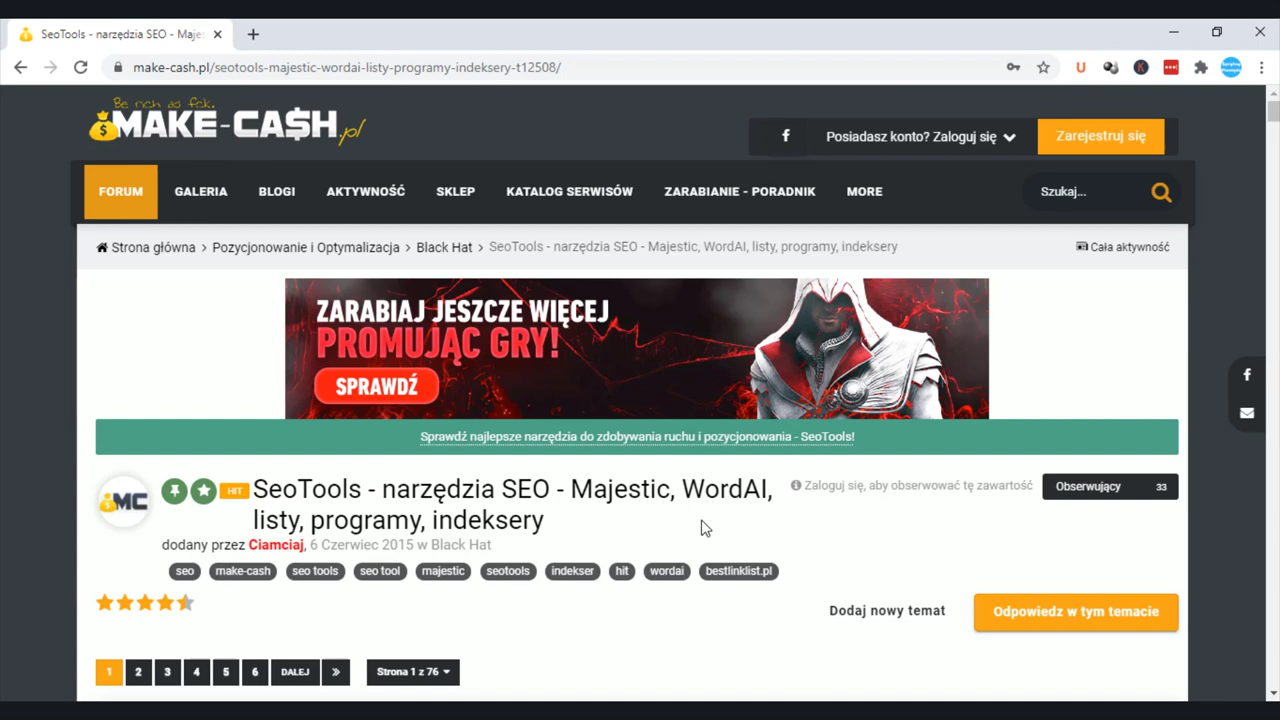 SeoTools - narzędzia SEO - Maje
make-cash.pl/seotools-majestic-wordai-listy-programy-indeksery-t12508/
Be rich as fck.
MAKE-CA$H.pl
Posiadasz konto? Zaloguj się
Zarejestruj się
FORUM GALERIA BLOGI AKTYWNOŚĆ SKLEP KATALOG SERWISÓW ZARABIANIE - PORADNIK MORE
Szukaj...
Strona główna > Pozycjonowanie i Optymalizacja > Black Hat > SeoTools - narzędzia SEO - Majestic, WordAI, listy, programy, indeksery
Cała aktywność
ZARABIAJ JESZCZE WIĘCEJ
PROMUJĄC GRY!
SPRAWDŹ
Sprawdź najlepsze narzędzia do zdobywania ruchu i pozycjonowania - SeoTools!
MC
HIT SeoTools - narzędzia SEO - Majestic, WordAI,
listy, programy, indeksery
Zaloguj się, aby obserwować tę zawartość
Obserwujący 33
dodany przez Ciamciaj, 6 Czerwiec 2015 w Black Hat
seo make-cash seo tools seo tool majestic seotools indekser hit wordai bestlinklist.pl
Dodaj nowy temat
Odpowiedz w tym temacie
1 2 3 4 5 6 DALEJ » Strona 1 z 76